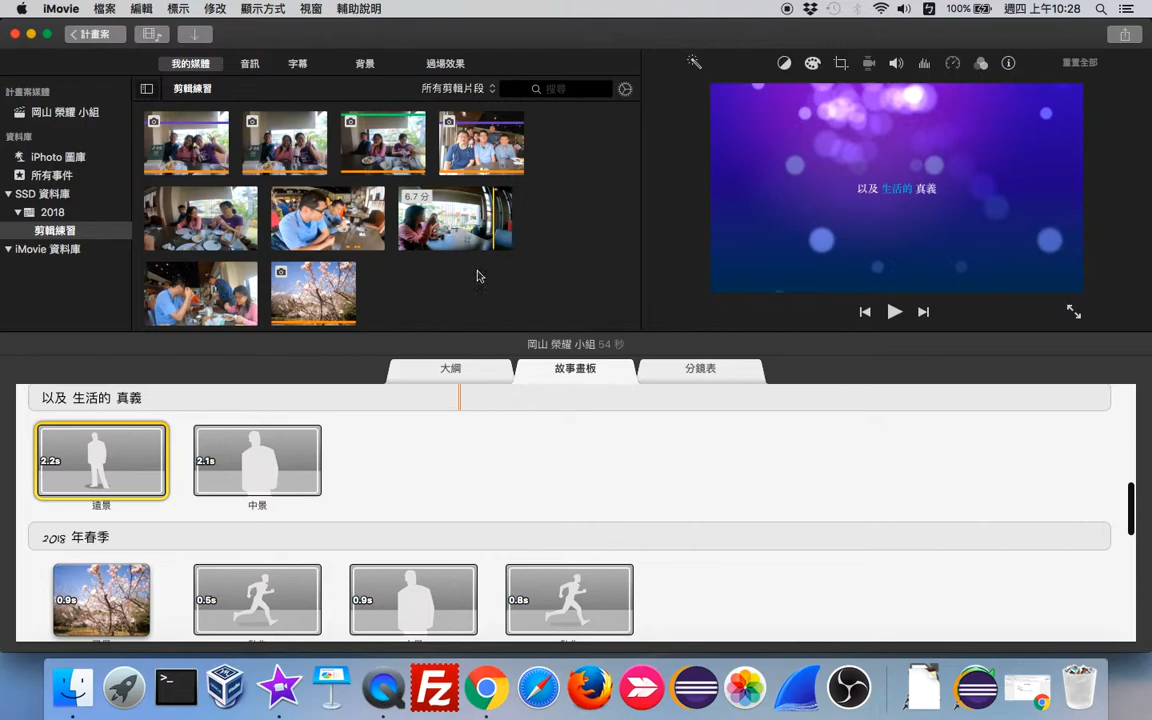 iMovie 檔案 編輯 標示 修改 顯示方式 視窗 輔助說明 100% 週四 上午10:28
計畫案
我的媒體 音訊 字幕 背景 過場效果 重置全部
計畫案媒體
岡山 榮耀 小組
資料庫
iPhoto 圖庫
所有事件
SSD 資料庫
2018
剪輯練習
iMovie 資料庫
剪輯練習 所有剪輯片段 搜尋
6.7 分
以及 生活的 真義
岡山 榮耀 小組 54 秒
大綱 故事畫板 分鏡表
以及 生活的 真義
2.2s 2.1s
遠景 中景
2018 年春季
0.9s 0.5s 0.9s 0.8s